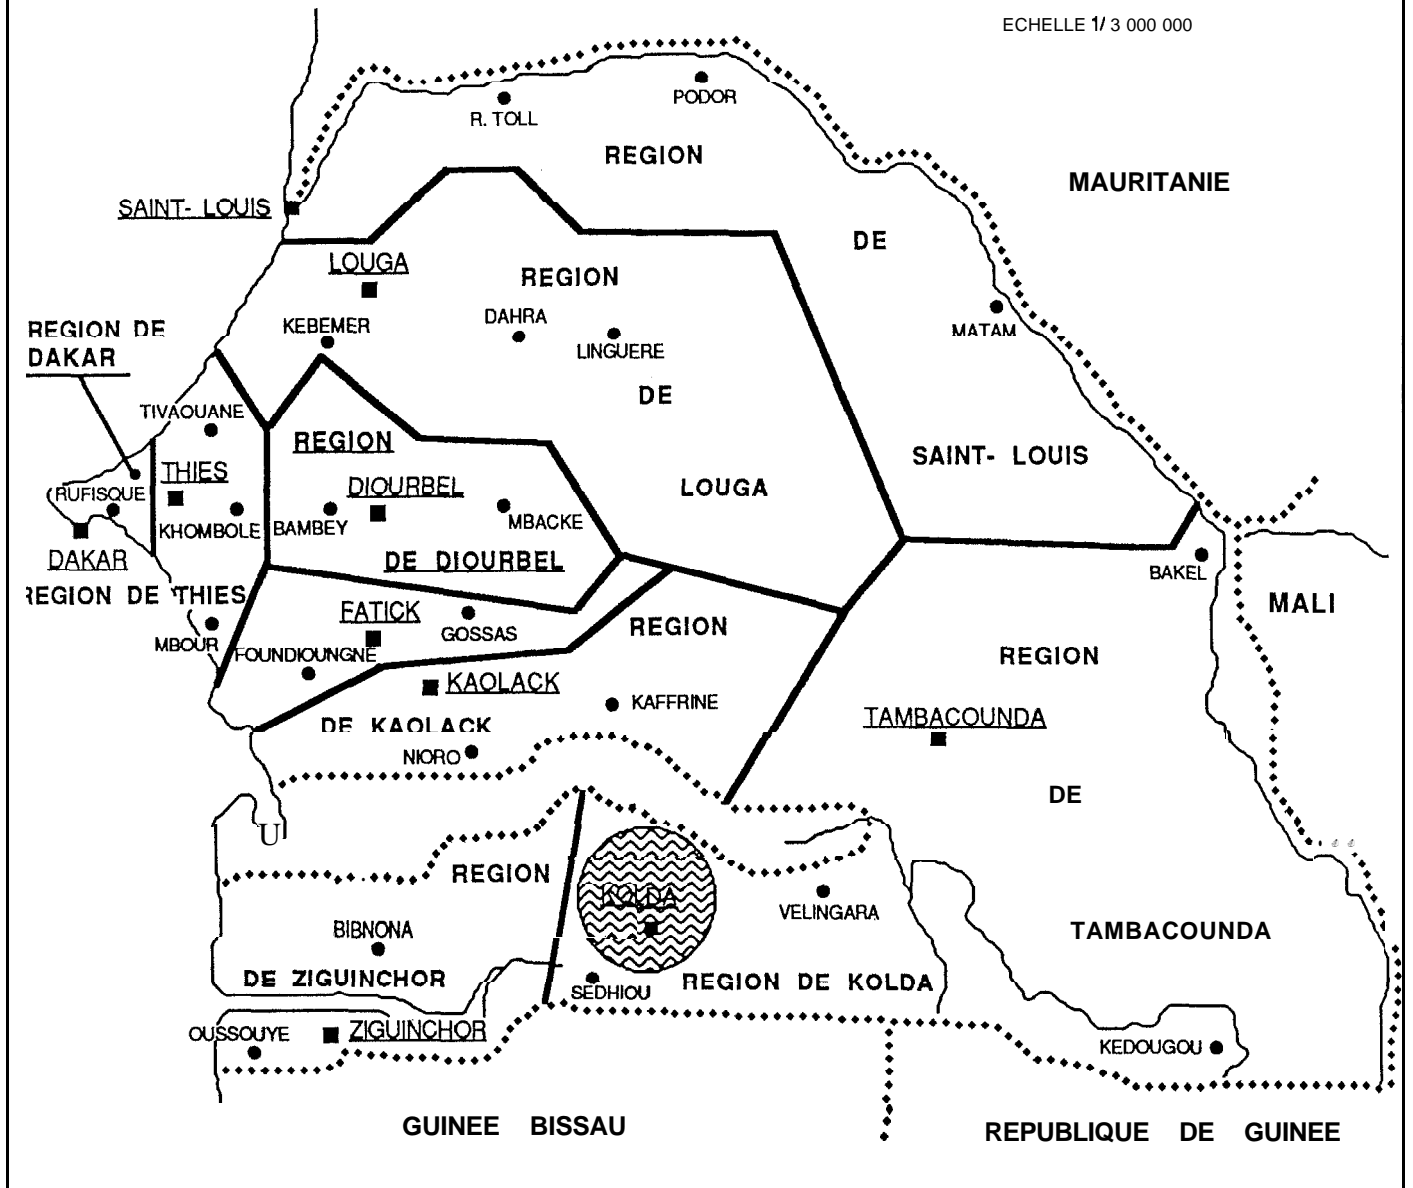 ECHELLE 1/ 3 000 000
PODOR
R. TOLL
REGION
MAURITANIE
SAINT- LOUIS
DE
LOUGA
REGION
DAHRA
KEBEMER
LINGUERE
MATAM
REGION DE
DAKAR
DE
TIVAOUANE
REGION
SAINT- LOUIS
THIES
DIOURBEL
LOUGA
RUFISQUE
MBACKE
KHOMBOLE
BAMBEY
DAKAR
DE DIOURBEL
BAKEL
REGION DE THIES
MALI
FATICK
GOSSAS
REGION
MBOUR
FOUNDIOUNGNE
REGION
KAOLACK
KAFFRINE
TAMBACOUNDA
DE KAOLACK
NIORO
DE
U
REGION
KOLDA
VELINGARA
BIBNONA
TAMBACOUNDA
DE ZIGUINCHOR
REGION DE KOLDA
SEDHIOU
OUSSOUYE
ZIGUINCHOR
KEDOUGOU
GUINEE BISSAU
REPUBLIQUE DE GUINEE